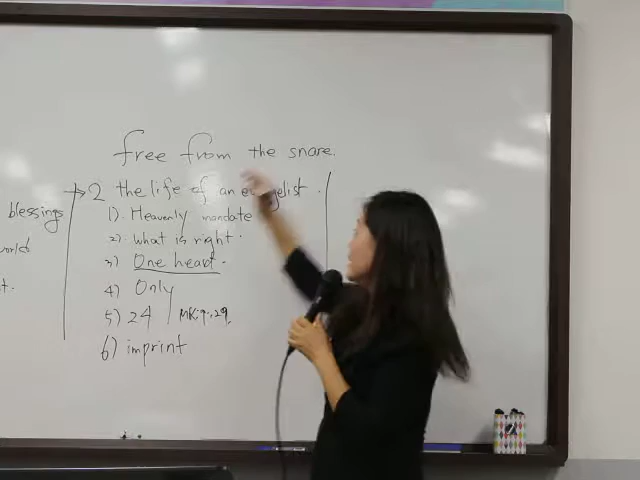 free from the snare.
blessings
world
t.
→ 2 the life of an evangelist.
1) Heavenly mandate
2) what is right.
3) One heart.
4) Only
5) 24 MK: 9:29.
6) imprint